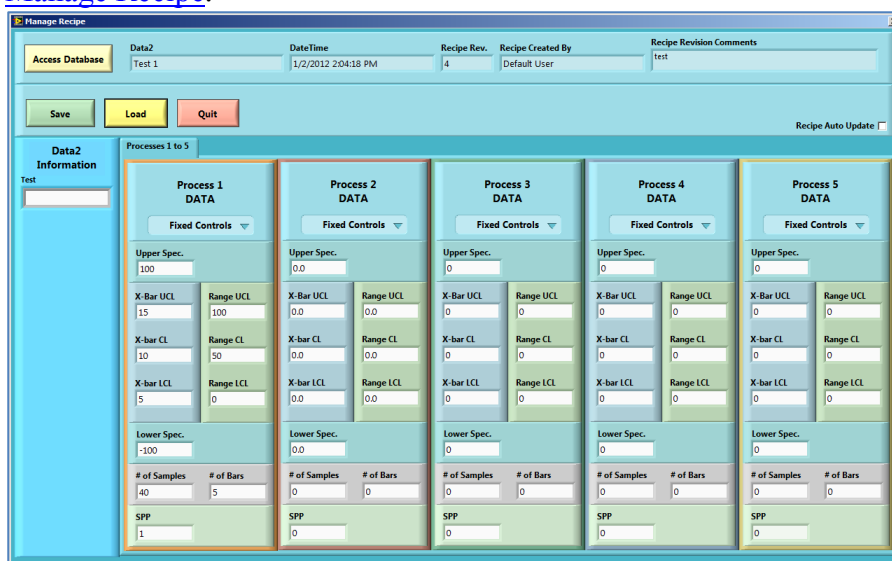 Manage Recipe.
Manage Recipe
Access Database
Data2 DateTime Recipe Rev. Recipe Created By Recipe Revision Comments
Test 1 1/2/2012 2:04:18 PM 4 Default User test
Save Load Quit
Recipe Auto Update
Data2
Information
Test
Processes 1 to 5
Process 1 Process 2 Process 3 Process 4 Process 5
DATA DATA DATA DATA DATA
Fixed Controls Fixed Controls Fixed Controls Fixed Controls Fixed Controls
Upper Spec. Upper Spec. Upper Spec. Upper Spec. Upper Spec.
100 0.0 0 0 0
X-Bar UCL Range UCL X-Bar UCL Range UCL X-Bar UCL Range UCL X-Bar UCL Range UCL X-Bar UCL Range UCL
15 100 0.0 0.0 0 0 0 0 0 0
X-bar CL Range CL X-bar CL Range CL X-bar CL Range CL X-bar CL Range CL X-bar CL Range CL
10 50 0.0 0.0 0 0 0 0 0 0
X-bar LCL Range LCL X-bar LCL Range LCL X-bar LCL Range LCL X-bar LCL Range LCL X-bar LCL Range LCL
5 0 0.0 0.0 0 0 0 0 0 0
Lower Spec. Lower Spec. Lower Spec. Lower Spec. Lower Spec.
-100 0.0 0 0 0
# of Samples # of Bars # of Samples # of Bars # of Samples # of Bars # of Samples # of Bars # of Samples # of Bars
40 5 0 0 0 0 0 0 0 0
SPP SPP SPP SPP SPP
1 0 0 0 0